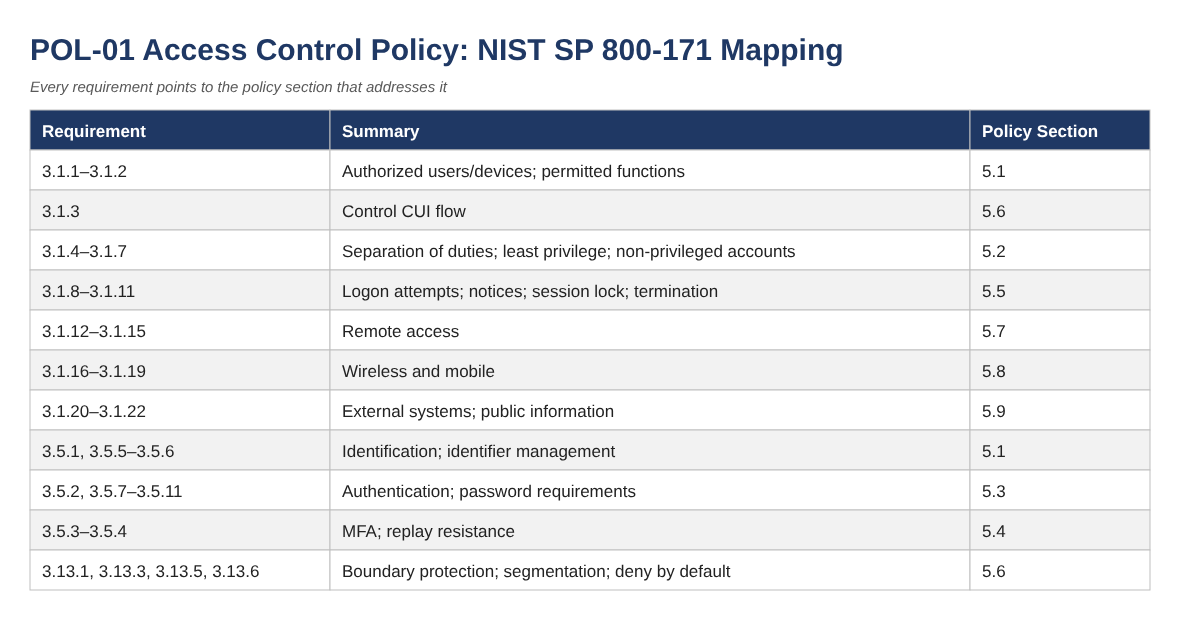 POL-01 Access Control Policy: NIST SP 800-171 Mapping
Every requirement points to the policy section that addresses it
Requirement Summary Policy Section
3.1.1–3.1.2 Authorized users/devices; permitted functions 5.1
3.1.3 Control CUI flow 5.6
3.1.4–3.1.7 Separation of duties; least privilege; non-privileged accounts 5.2
3.1.8–3.1.11 Logon attempts; notices; session lock; termination 5.5
3.1.12–3.1.15 Remote access 5.7
3.1.16–3.1.19 Wireless and mobile 5.8
3.1.20–3.1.22 External systems; public information 5.9
3.5.1, 3.5.5–3.5.6 Identification; identifier management 5.1
3.5.2, 3.5.7–3.5.11 Authentication; password requirements 5.3
3.5.3–3.5.4 MFA; replay resistance 5.4
3.13.1, 3.13.3, 3.13.5, 3.13.6 Boundary protection; segmentation; deny by default 5.6